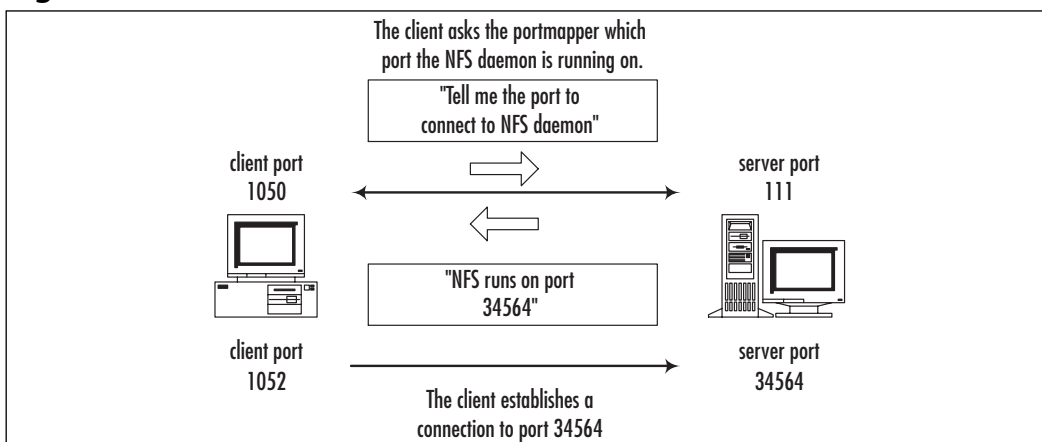 The client asks the portmapper which
port the NFS daemon is running on.
"Tell me the port to
connect to NFS daemon"
client port
1050
server port
111
"NFS runs on port
34564"
client port
1052
server port
34564
The client establishes a
connection to port 34564